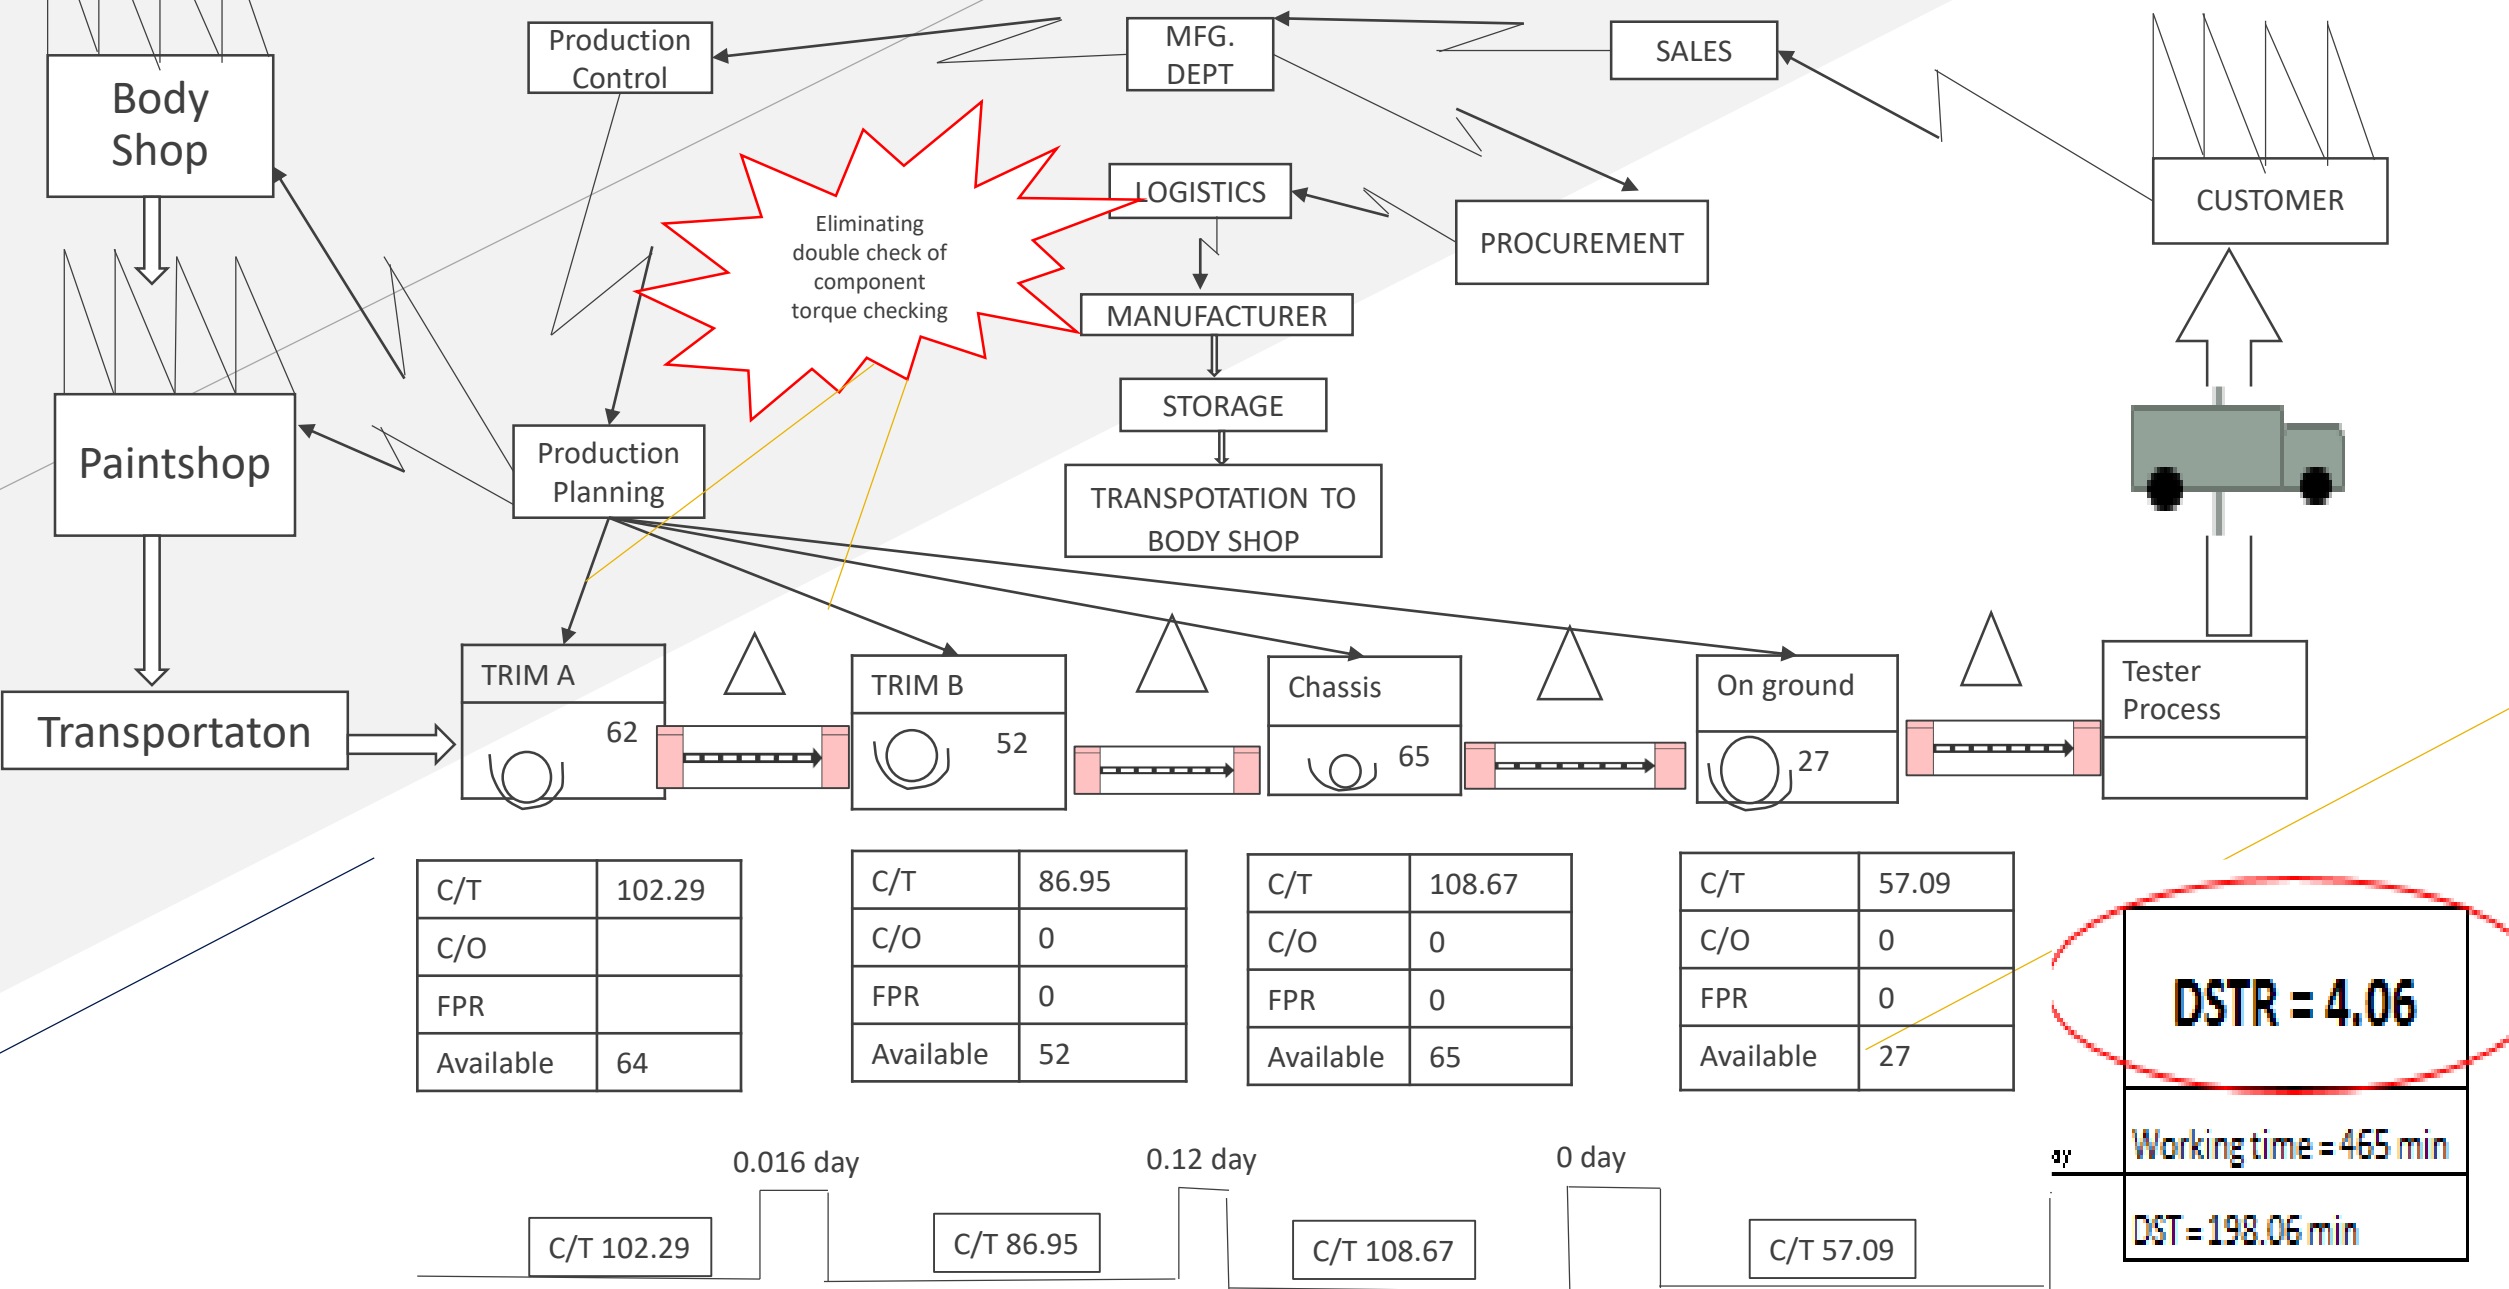 Production
Control
MFG.
DEPT
SALES
Body
Shop
LOGISTICS
CUSTOMER
Eliminating
double check of
component
torque checking
PROCUREMENT
MANUFACTURER
STORAGE
Paintshop
Production
Planning
TRANSPOTATION TO
BODY SHOP
Transportaton
TRIM A
62
TRIM B
52
Chassis
65
On ground
27
Tester
Process
C/T 102.29
C/O
FPR
Available 64
C/T 86.95
C/O 0
FPR 0
Available 52
C/T 108.67
C/O 0
FPR 0
Available 65
C/T 57.09
C/O 0
FPR 0
Available 27
DSTR = 4.06
Working time = 465 min
DST = 198.06 min
0.016 day
0.12 day
0 day
ay
C/T 102.29
C/T 86.95
C/T 108.67
C/T 57.09